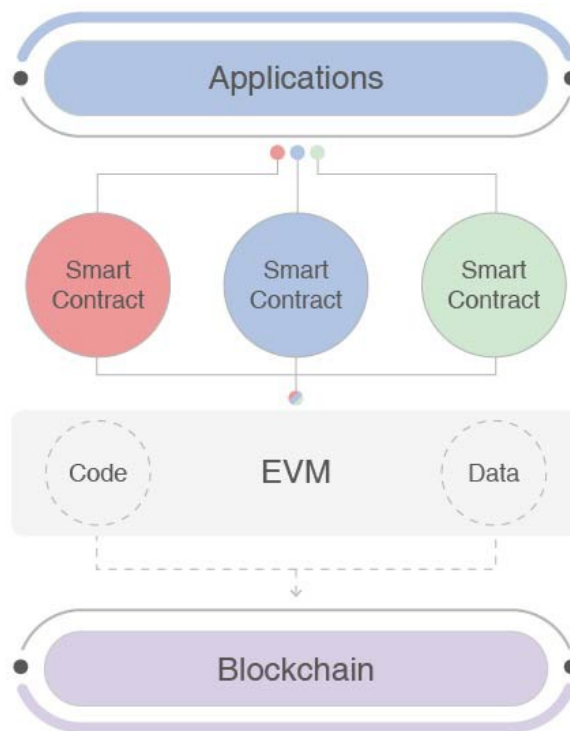 Applications
Smart Smart Smart
Contract Contract Contract
Code EVM Data
Blockchain